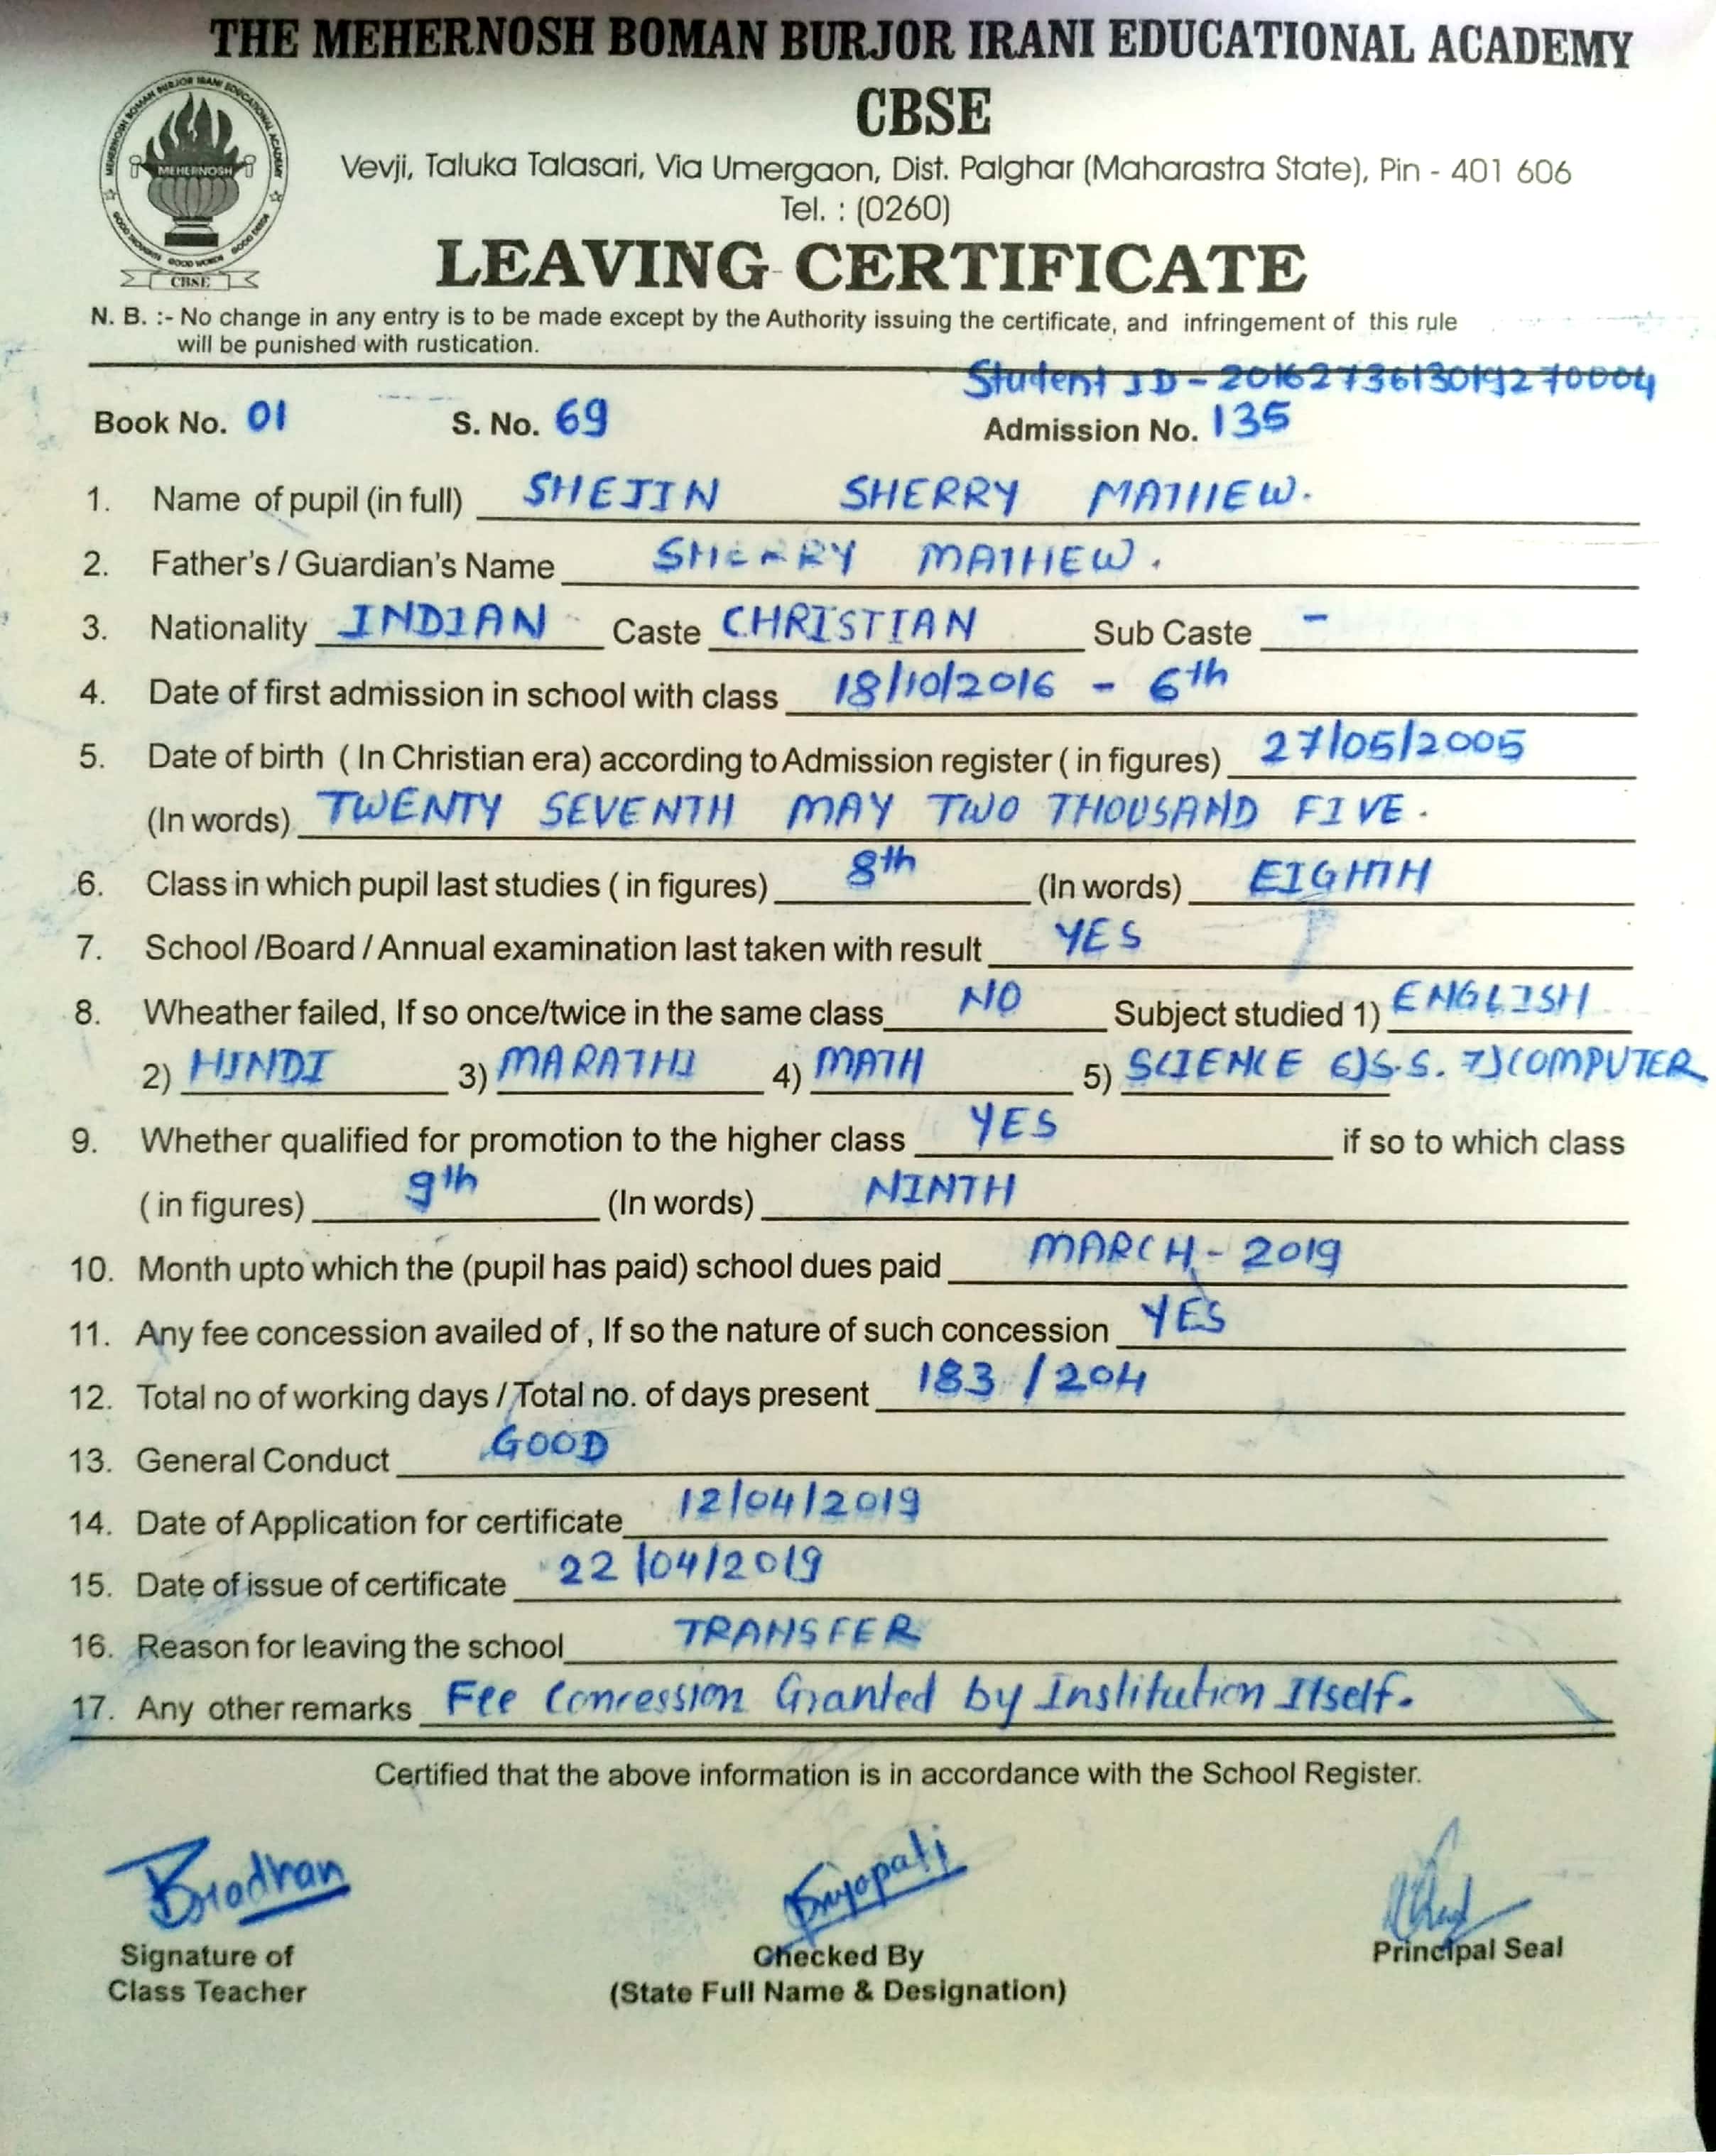 THE MEHERNOSH BOMAN BURJOR IRANI EDUCATIONAL ACADEMY
CBSE
MEHERNOSH BOMAN BURJOR IRANI EDUCATIONAL ACADEMY
MEHERNOSH
GOOD THOUGHTS GOOD WORDS GOOD DEEDS
CBSE
Vevji, Taluka Talasari, Via Umergaon, Dist. Palghar (Maharastra State), Pin - 401 606
Tel. : (0260)
LEAVING CERTIFICATE
N. B. :- No change in any entry is to be made except by the Authority issuing the certificate, and infringement of this rule
will be punished with rustication.
Student ID - 2016273613019270004
Book No. 01 S. No. 69 Admission No. 135
1. Name of pupil (in full) SHEJIN SHERRY MATHEW.
2. Father's / Guardian's Name SHERRY MATHEW.
3. Nationality INDIAN Caste CHRISTIAN Sub Caste -
4. Date of first admission in school with class 18/10/2016 - 6th
5. Date of birth ( In Christian era) according to Admission register ( in figures) 27/05/2005
(In words) TWENTY SEVENTH MAY TWO THOUSAND FIVE.
6. Class in which pupil last studies ( in figures) 8th (In words) EIGHTH
7. School /Board / Annual examination last taken with result YES
8. Wheather failed, If so once/twice in the same class NO Subject studied 1) ENGLISH
2) HINDI 3) MARATHI 4) MATH 5) SCIENCE 6)S.S. 7)COMPUTER
9. Whether qualified for promotion to the higher class YES if so to which class
( in figures) 9th (In words) NINTH
10. Month upto which the (pupil has paid) school dues paid MARCH - 2019
11. Any fee concession availed of , If so the nature of such concession YES
12. Total no of working days / Total no. of days present 183 / 204
13. General Conduct GOOD
14. Date of Application for certificate 12/04/2019
15. Date of issue of certificate 22/04/2019
16. Reason for leaving the school TRANSFER
17. Any other remarks Fee Concession Granted by Institution Itself.
Certified that the above information is in accordance with the School Register.
Signature of Checked By Principal Seal
Class Teacher (State Full Name & Designation)